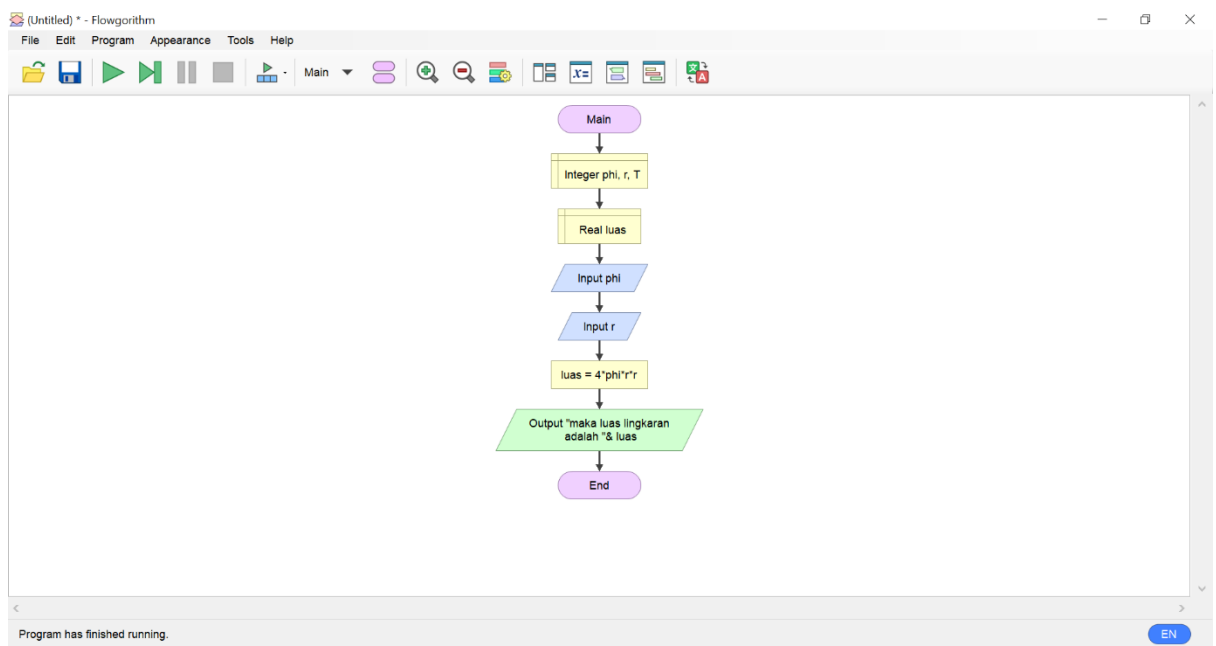 (Untitled) * - Flowgorithm
File Edit Program Appearance Tools Help
Main
x=
Main
Integer phi, r, T
Real luas
Input phi
Input r
luas = 4*phi*r*r
Output "maka luas lingkaran
adalah "& luas
End
Program has finished running.
EN